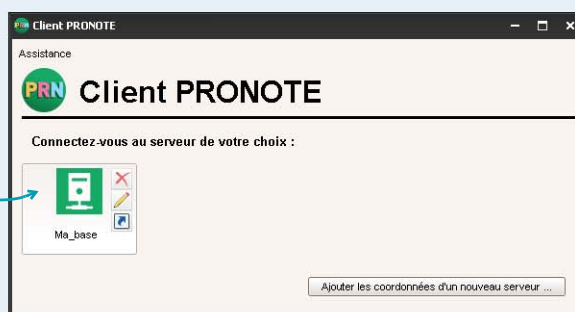 Client PRONOTE
Assistance
PRN Client PRONOTE
Connectez-vous au serveur de votre choix :
Ma_base
Ajouter les coordonnées d'un nouveau serveur ...